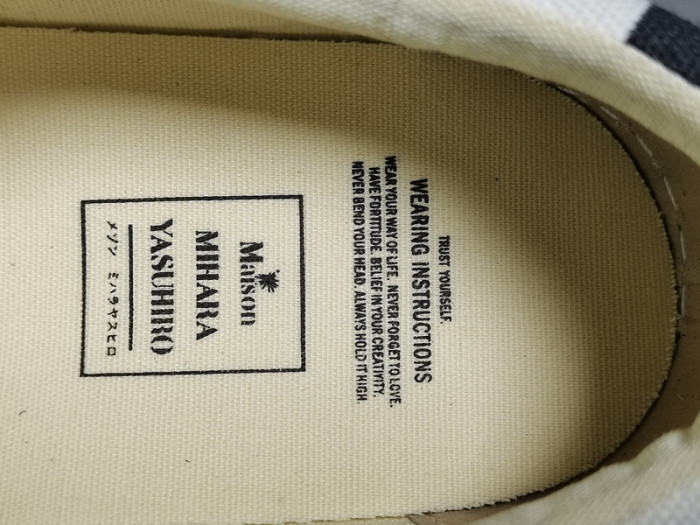 TRUST YOURSELF.
WEARING INSTRUCTIONS
WEAR YOUR WAY OF LIFE. NEVER FORGET TO LOVE.
HAVE FORTITUDE. BELIEF IN YOUR CREATIVITY.
NEVER BEND YOUR HEAD. ALWAYS HOLD IT HIGH.
Maison
MIHARA
YASUHIRO
メゾン ミハラヤスヒロ